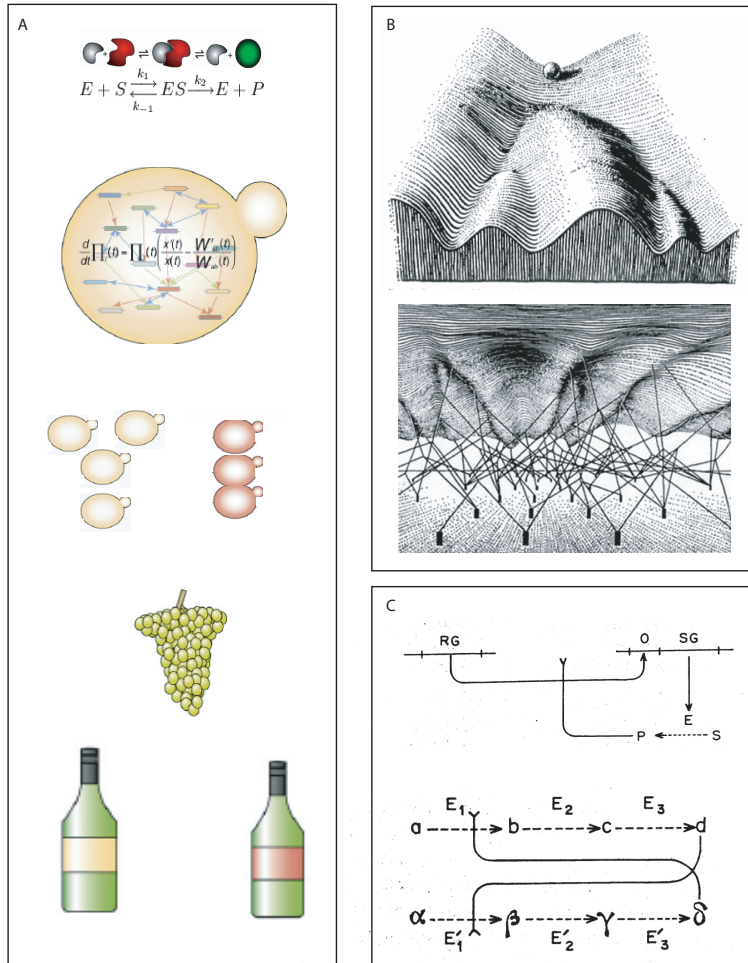 A
+ ⇌ ⇌ +
E + S k₁ ⇌ k₋₁ ES k₂ → E + P
d/dt ∏(t) = ∏(t) ( x'(t)/x(t) - W'ab(t)/Wab(t) )
B
C
RG O SG
E
P S
E₁ E₂ E₃
a b c d
α β γ δ
E′₁ E′₂ E′₃